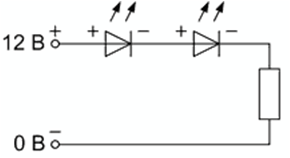 + + − + −
12 В
−
0 В